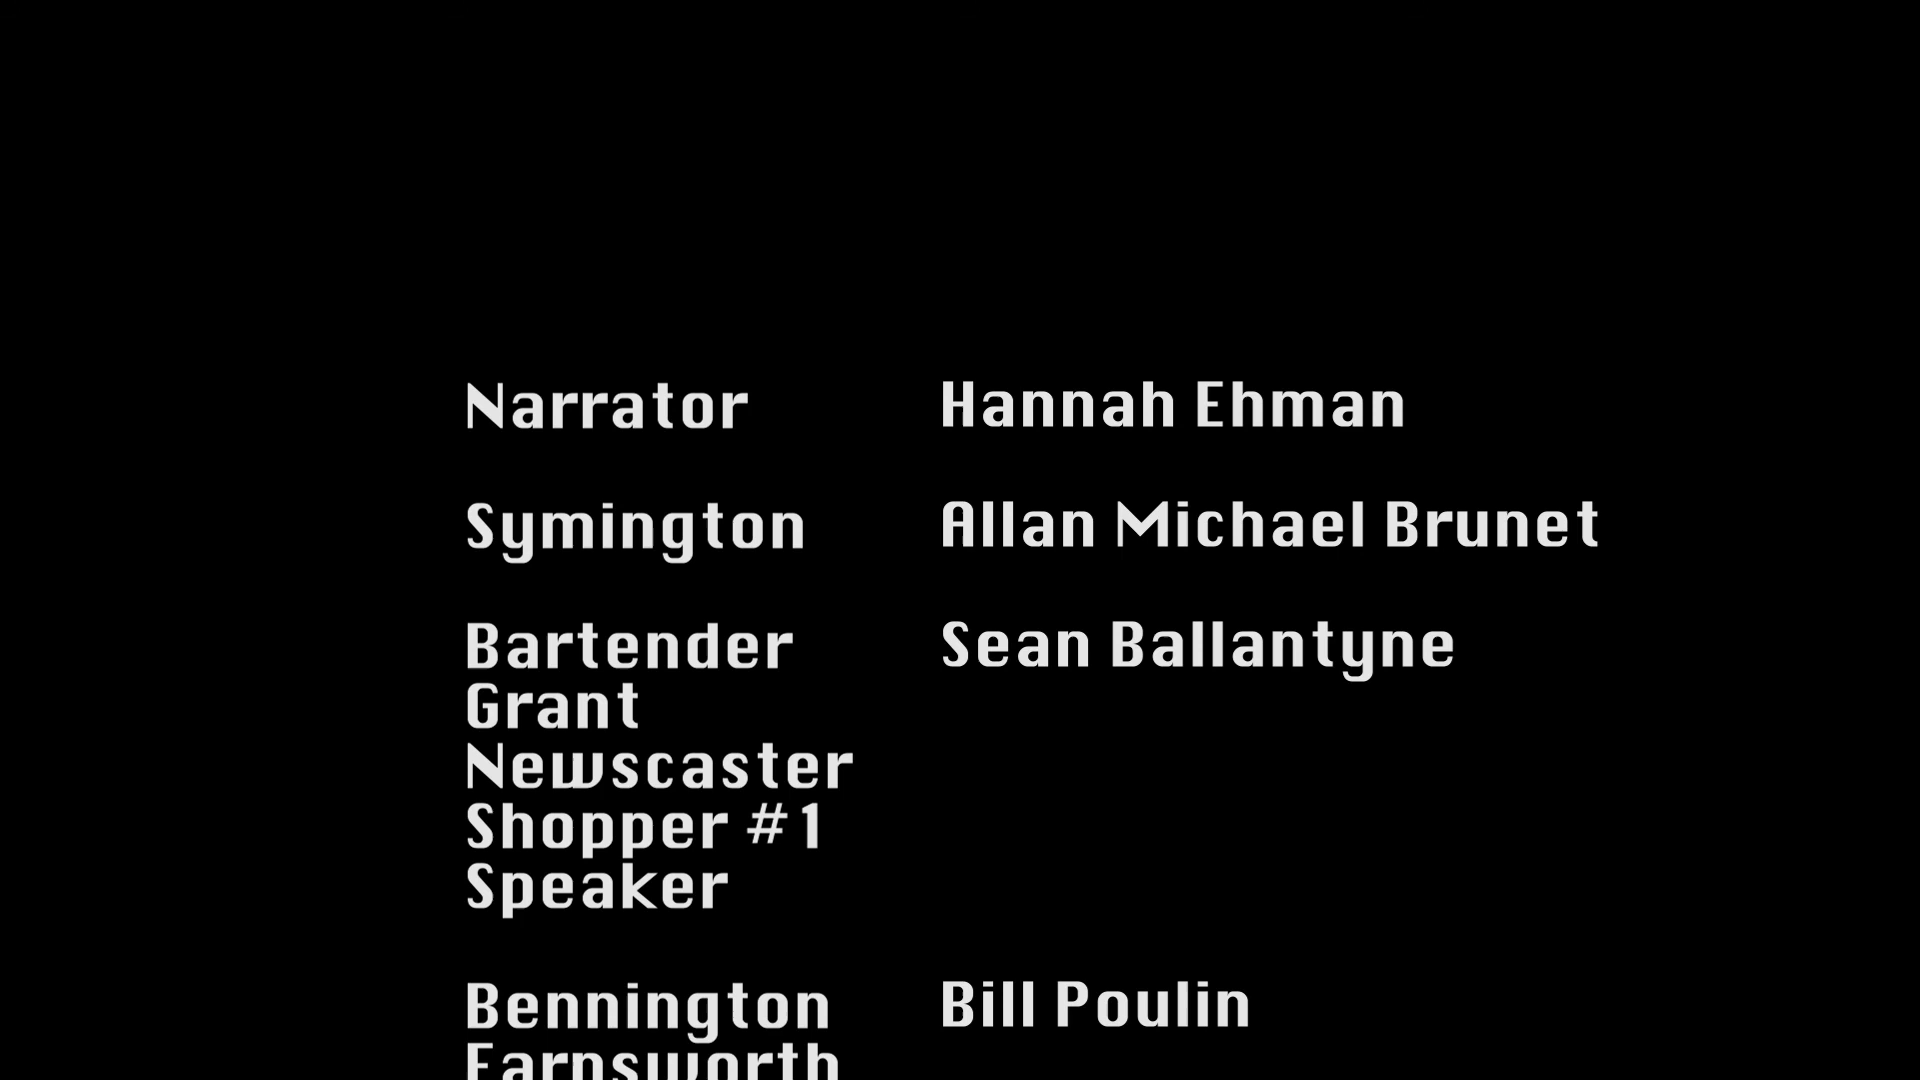 Narrator Hannah Ehman
Symington Allan Michael Brunet
Bartender Sean Ballantyne
Grant
Newscaster
Shopper #1
Speaker
Bennington Bill Poulin
Farnsworth